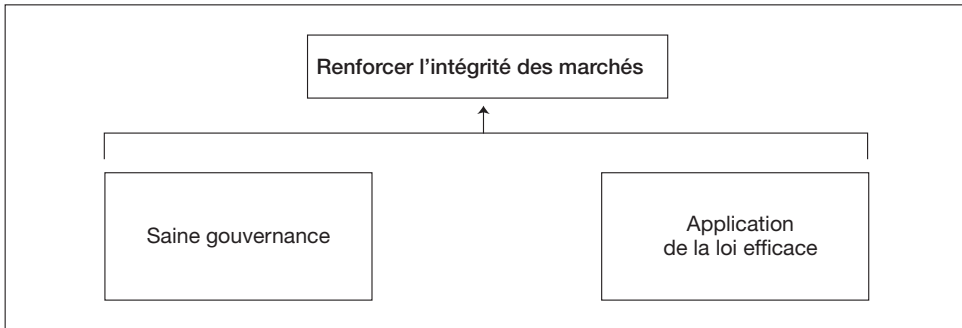 Renforcer l’intégrité des marchés
Saine gouvernance
Application
de la loi efficace